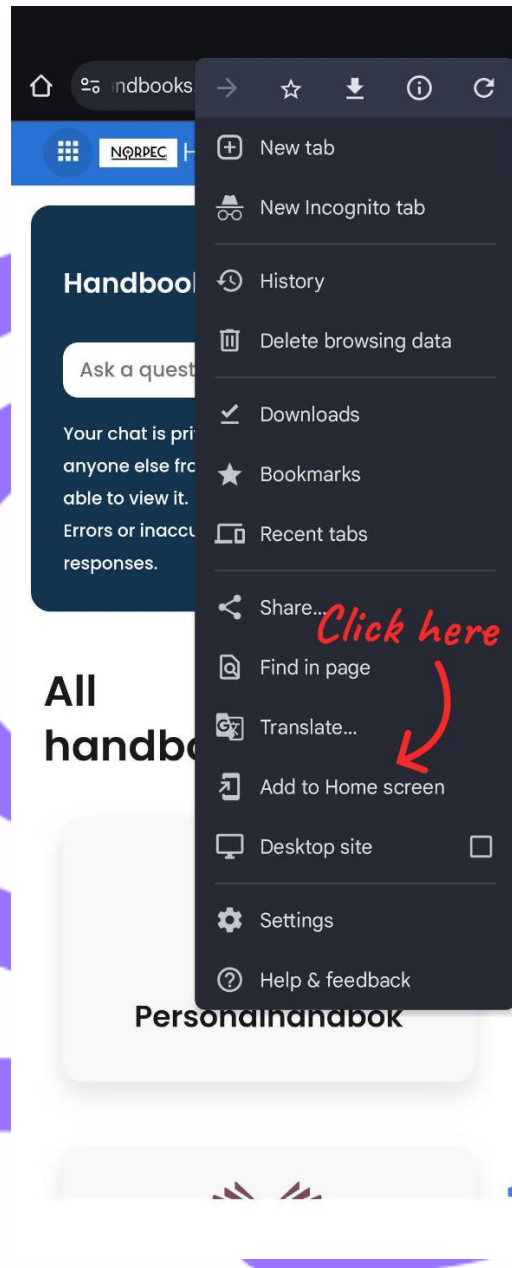 ndbooks
NORPEC H
New tab
New Incognito tab
Handbook
History
Delete browsing data
Ask a quest
Downloads
Your chat is pri
anyone else fro
able to view it.
Errors or inaccu
responses.
Bookmarks
Recent tabs
Share...
Click here
Find in page
All
handbo
Translate...
Add to Home screen
Desktop site
Settings
Help & feedback
Personalhandbok